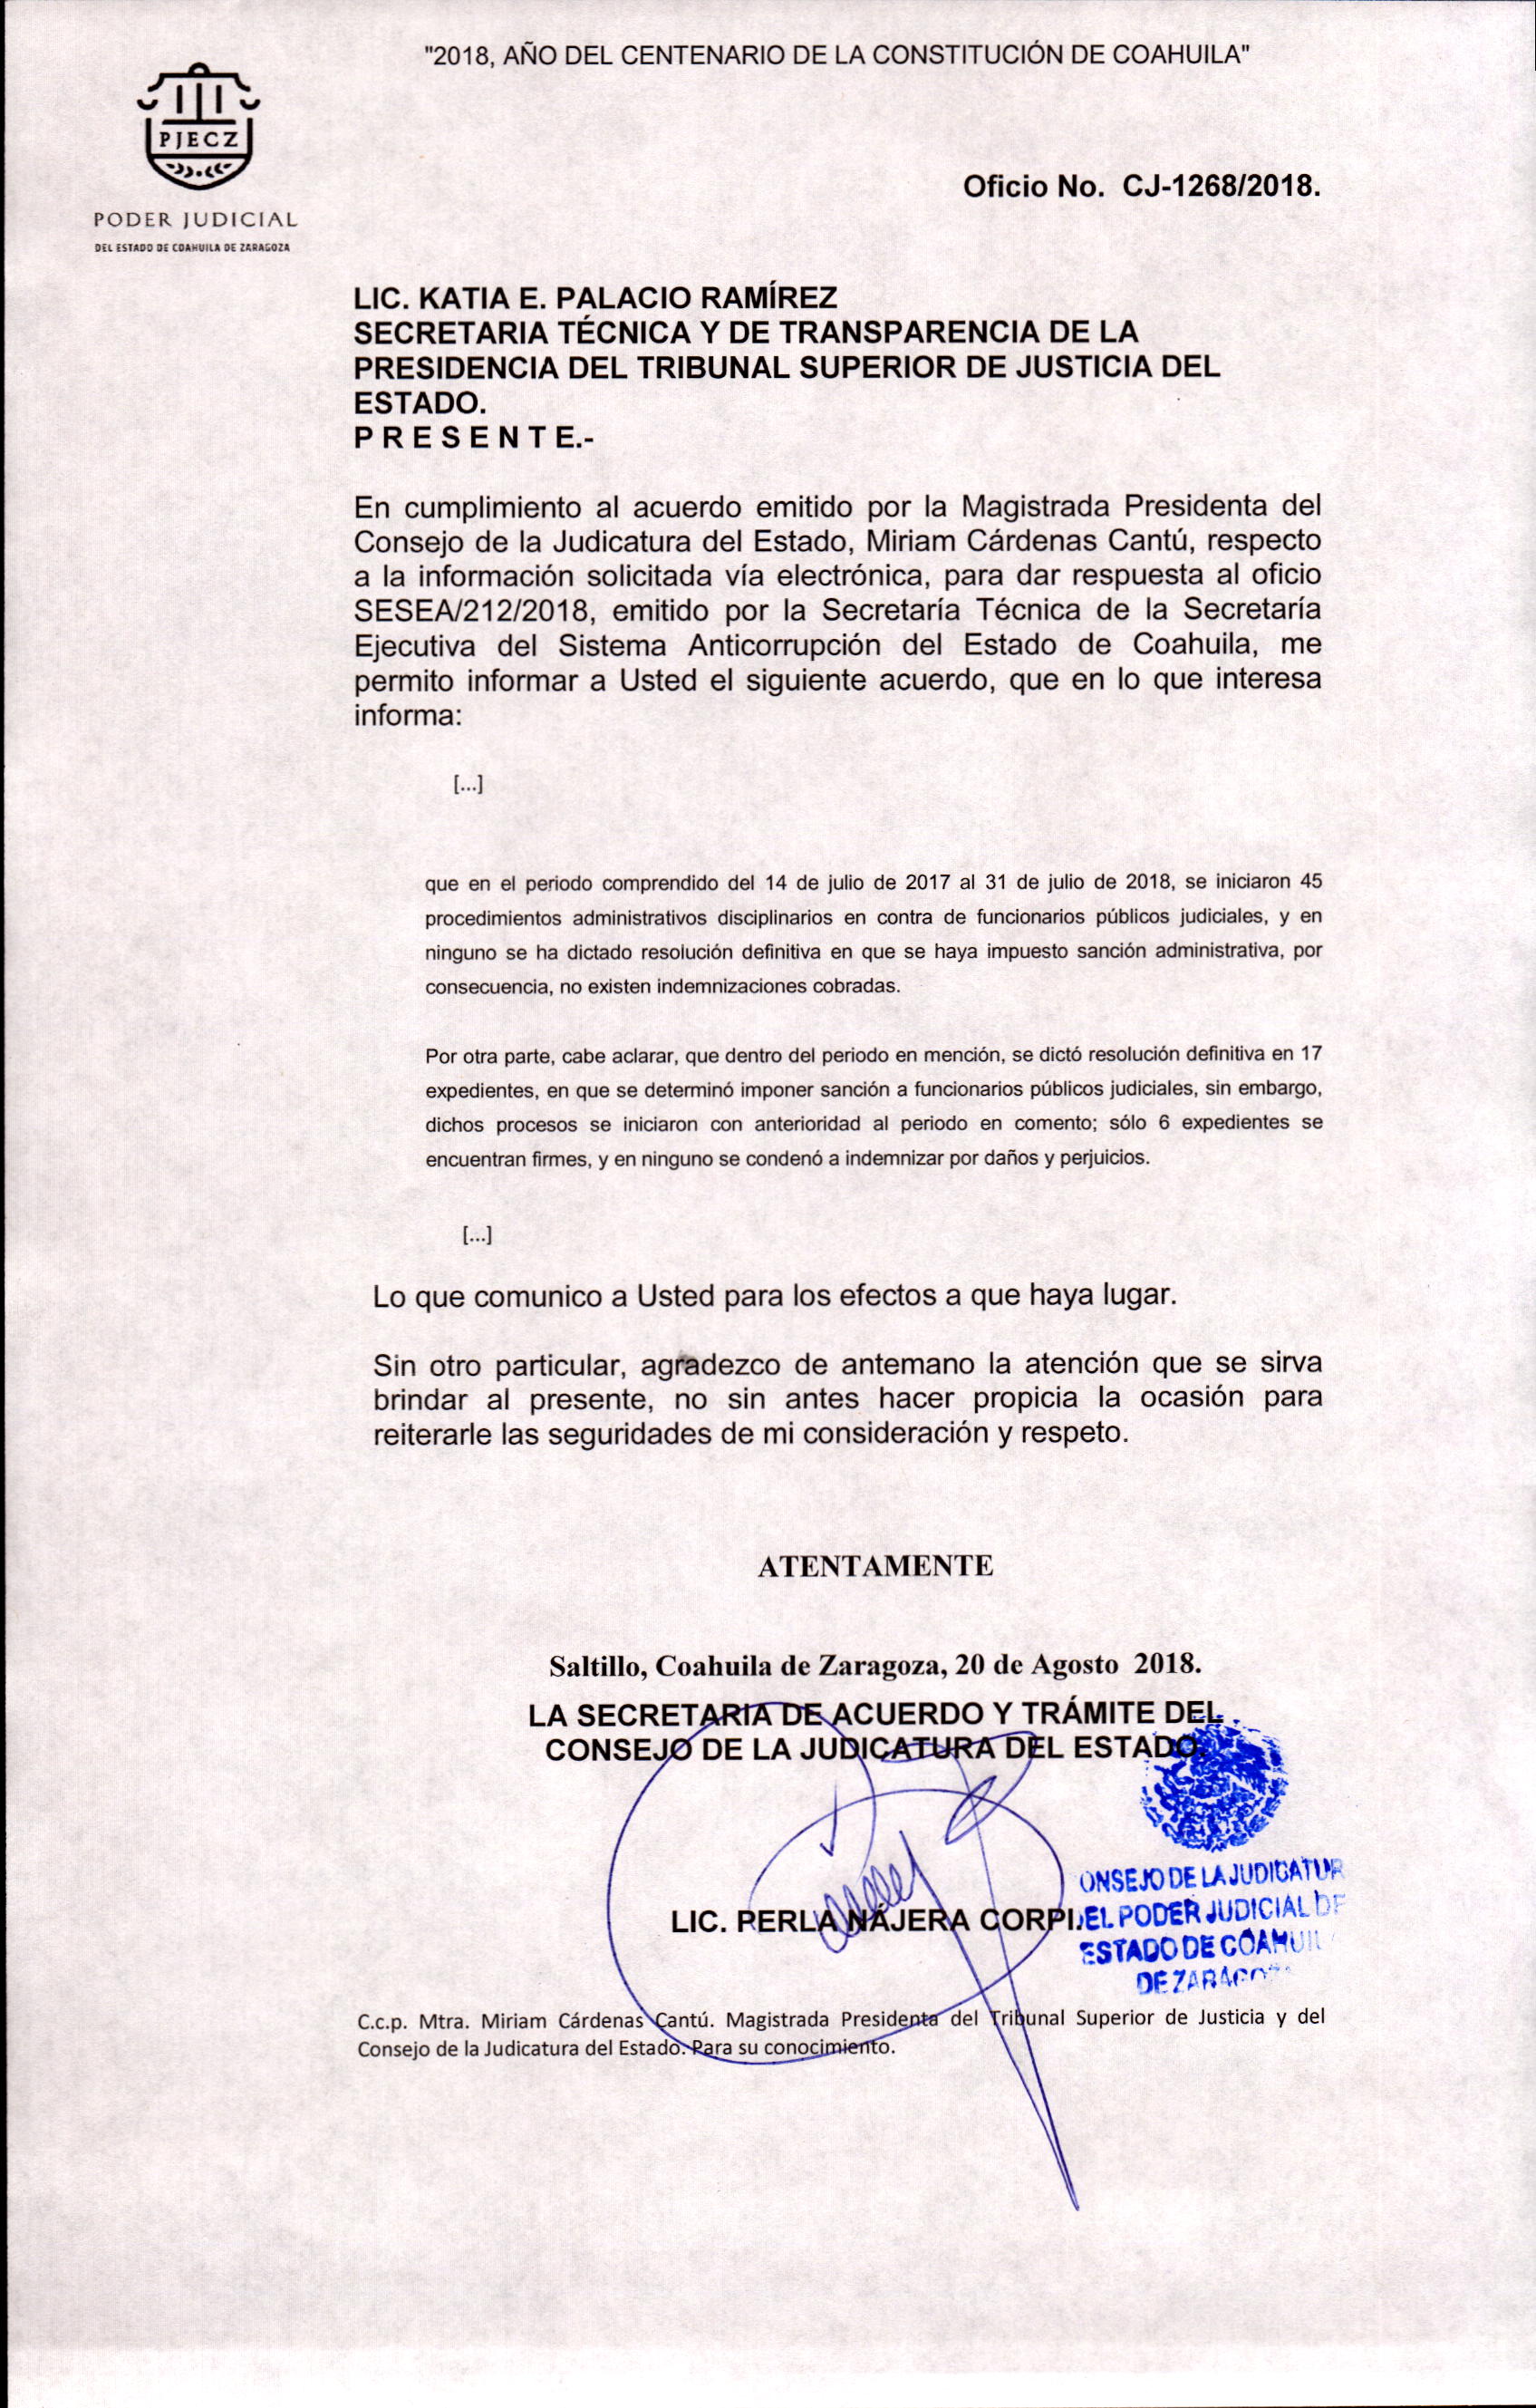 "2018, AÑO DEL CENTENARIO DE LA CONSTITUCIÓN DE COAHUILA"
PJECZ
PODER JUDICIAL
DEL ESTADO DE COAHUILA DE ZARAGOZA
Oficio No. CJ-1268/2018.
LIC. KATIA E. PALACIO RAMÍREZ
SECRETARIA TÉCNICA Y DE TRANSPARENCIA DE LA
PRESIDENCIA DEL TRIBUNAL SUPERIOR DE JUSTICIA DEL
ESTADO.
P R E S E N T E.-
En cumplimiento al acuerdo emitido por la Magistrada Presidenta del
Consejo de la Judicatura del Estado, Miriam Cárdenas Cantú, respecto
a la información solicitada vía electrónica, para dar respuesta al oficio
SESEA/212/2018, emitido por la Secretaría Técnica de la Secretaría
Ejecutiva del Sistema Anticorrupción del Estado de Coahuila, me
permito informar a Usted el siguiente acuerdo, que en lo que interesa
informa:
[...]
que en el periodo comprendido del 14 de julio de 2017 al 31 de julio de 2018, se iniciaron 45
procedimientos administrativos disciplinarios en contra de funcionarios públicos judiciales, y en
ninguno se ha dictado resolución definitiva en que se haya impuesto sanción administrativa, por
consecuencia, no existen indemnizaciones cobradas.
Por otra parte, cabe aclarar, que dentro del periodo en mención, se dictó resolución definitiva en 17
expedientes, en que se determinó imponer sanción a funcionarios públicos judiciales, sin embargo,
dichos procesos se iniciaron con anterioridad al periodo en comento; sólo 6 expedientes se
encuentran firmes, y en ninguno se condenó a indemnizar por daños y perjuicios.
[...]
Lo que comunico a Usted para los efectos a que haya lugar.
Sin otro particular, agradezco de antemano la atención que se sirva
brindar al presente, no sin antes hacer propicia la ocasión para
reiterarle las seguridades de mi consideración y respeto.
ATENTAMENTE
Saltillo, Coahuila de Zaragoza, 20 de Agosto 2018.
LA SECRETARIA DE ACUERDO Y TRÁMITE DEL
CONSEJO DE LA JUDICATURA DEL ESTADO.
LIC. PERLA NÁJERA CORPI
ONSEJO DE LA JUDICATUR
EL PODER JUDICIAL DE
ESTADO DE COAHUI
DE ZARAGOZ
C.c.p. Mtra. Miriam Cárdenas Cantú. Magistrada Presidenta del Tribunal Superior de Justicia y del
Consejo de la Judicatura del Estado. Para su conocimiento.